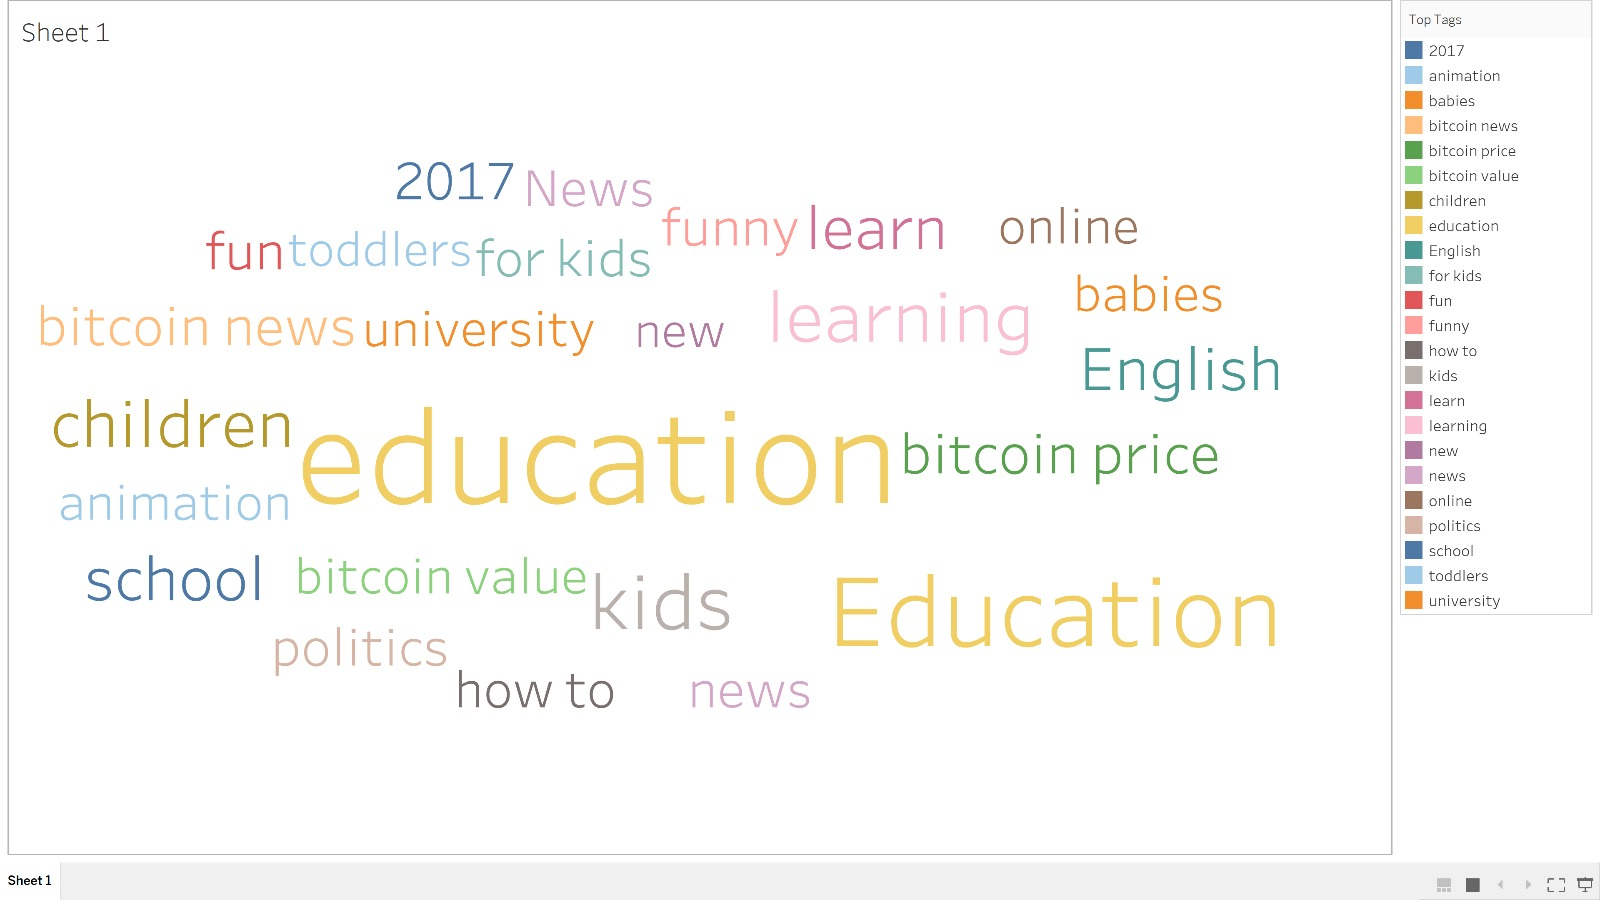 Sheet 1
2017 News
funny learn online
fun toddlers for kids
babies
bitcoin news university new learning
English
children education bitcoin price
animation
school bitcoin value kids Education
politics
how to news
Top Tags
2017
animation
babies
bitcoin news
bitcoin price
bitcoin value
children
education
English
for kids
fun
funny
how to
kids
learn
learning
new
news
online
politics
school
toddlers
university
Sheet 1